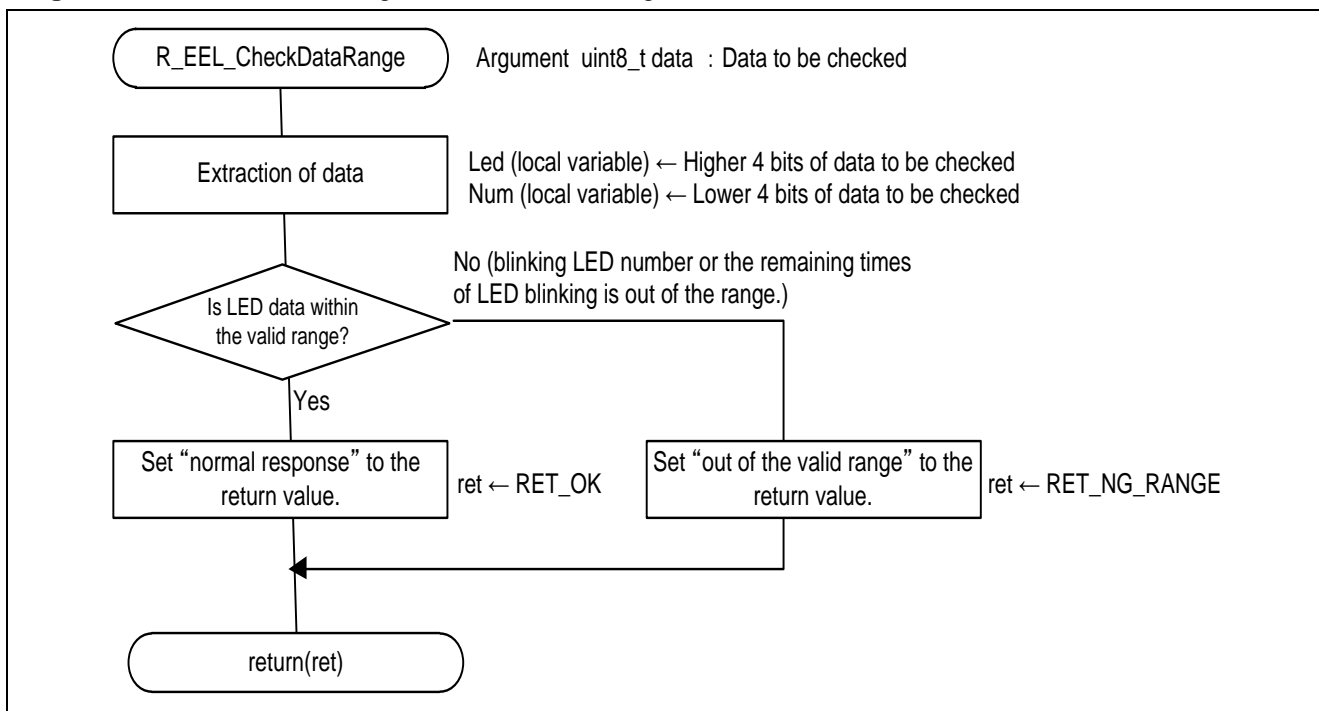 R_EEL_CheckDataRange
Argument uint8_t data : Data to be checked
Extraction of data
Led (local variable) ← Higher 4 bits of data to be checked
Num (local variable) ← Lower 4 bits of data to be checked
No (blinking LED number or the remaining times
of LED blinking is out of the range.)
Is LED data within
the valid range?
Yes
Set “normal response” to the
return value.
ret ← RET_OK
Set “out of the valid range” to the
return value.
ret ← RET_NG_RANGE
return(ret)